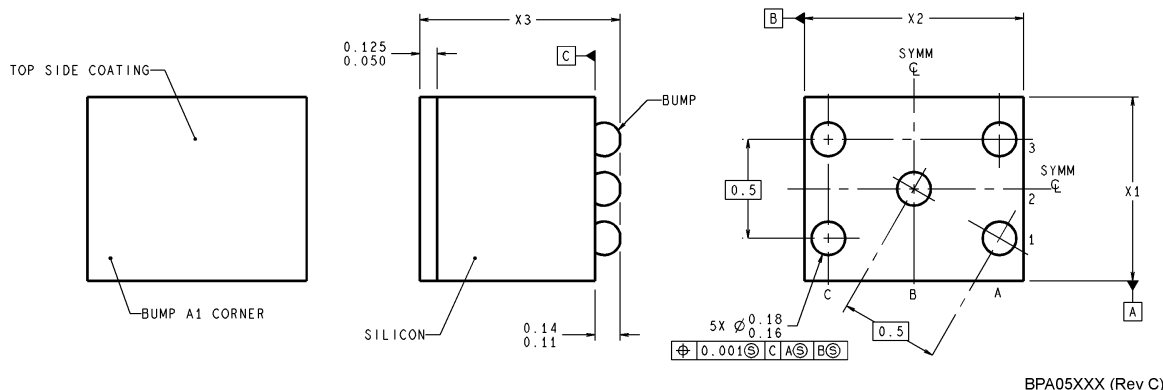 TOP SIDE COATING
BUMP A1 CORNER
X3
0.125
0.050
C
BUMP
SILICON
0.14
0.11
B
X2
SYMM
℄
3
0.5
SYMM
℄
2
X1
1
C
B
A
A
5X Ø 0.18
0.16
0.5
⌖ 0.001Ⓢ C AⓈ BⓈ
BPA05XXX (Rev C)